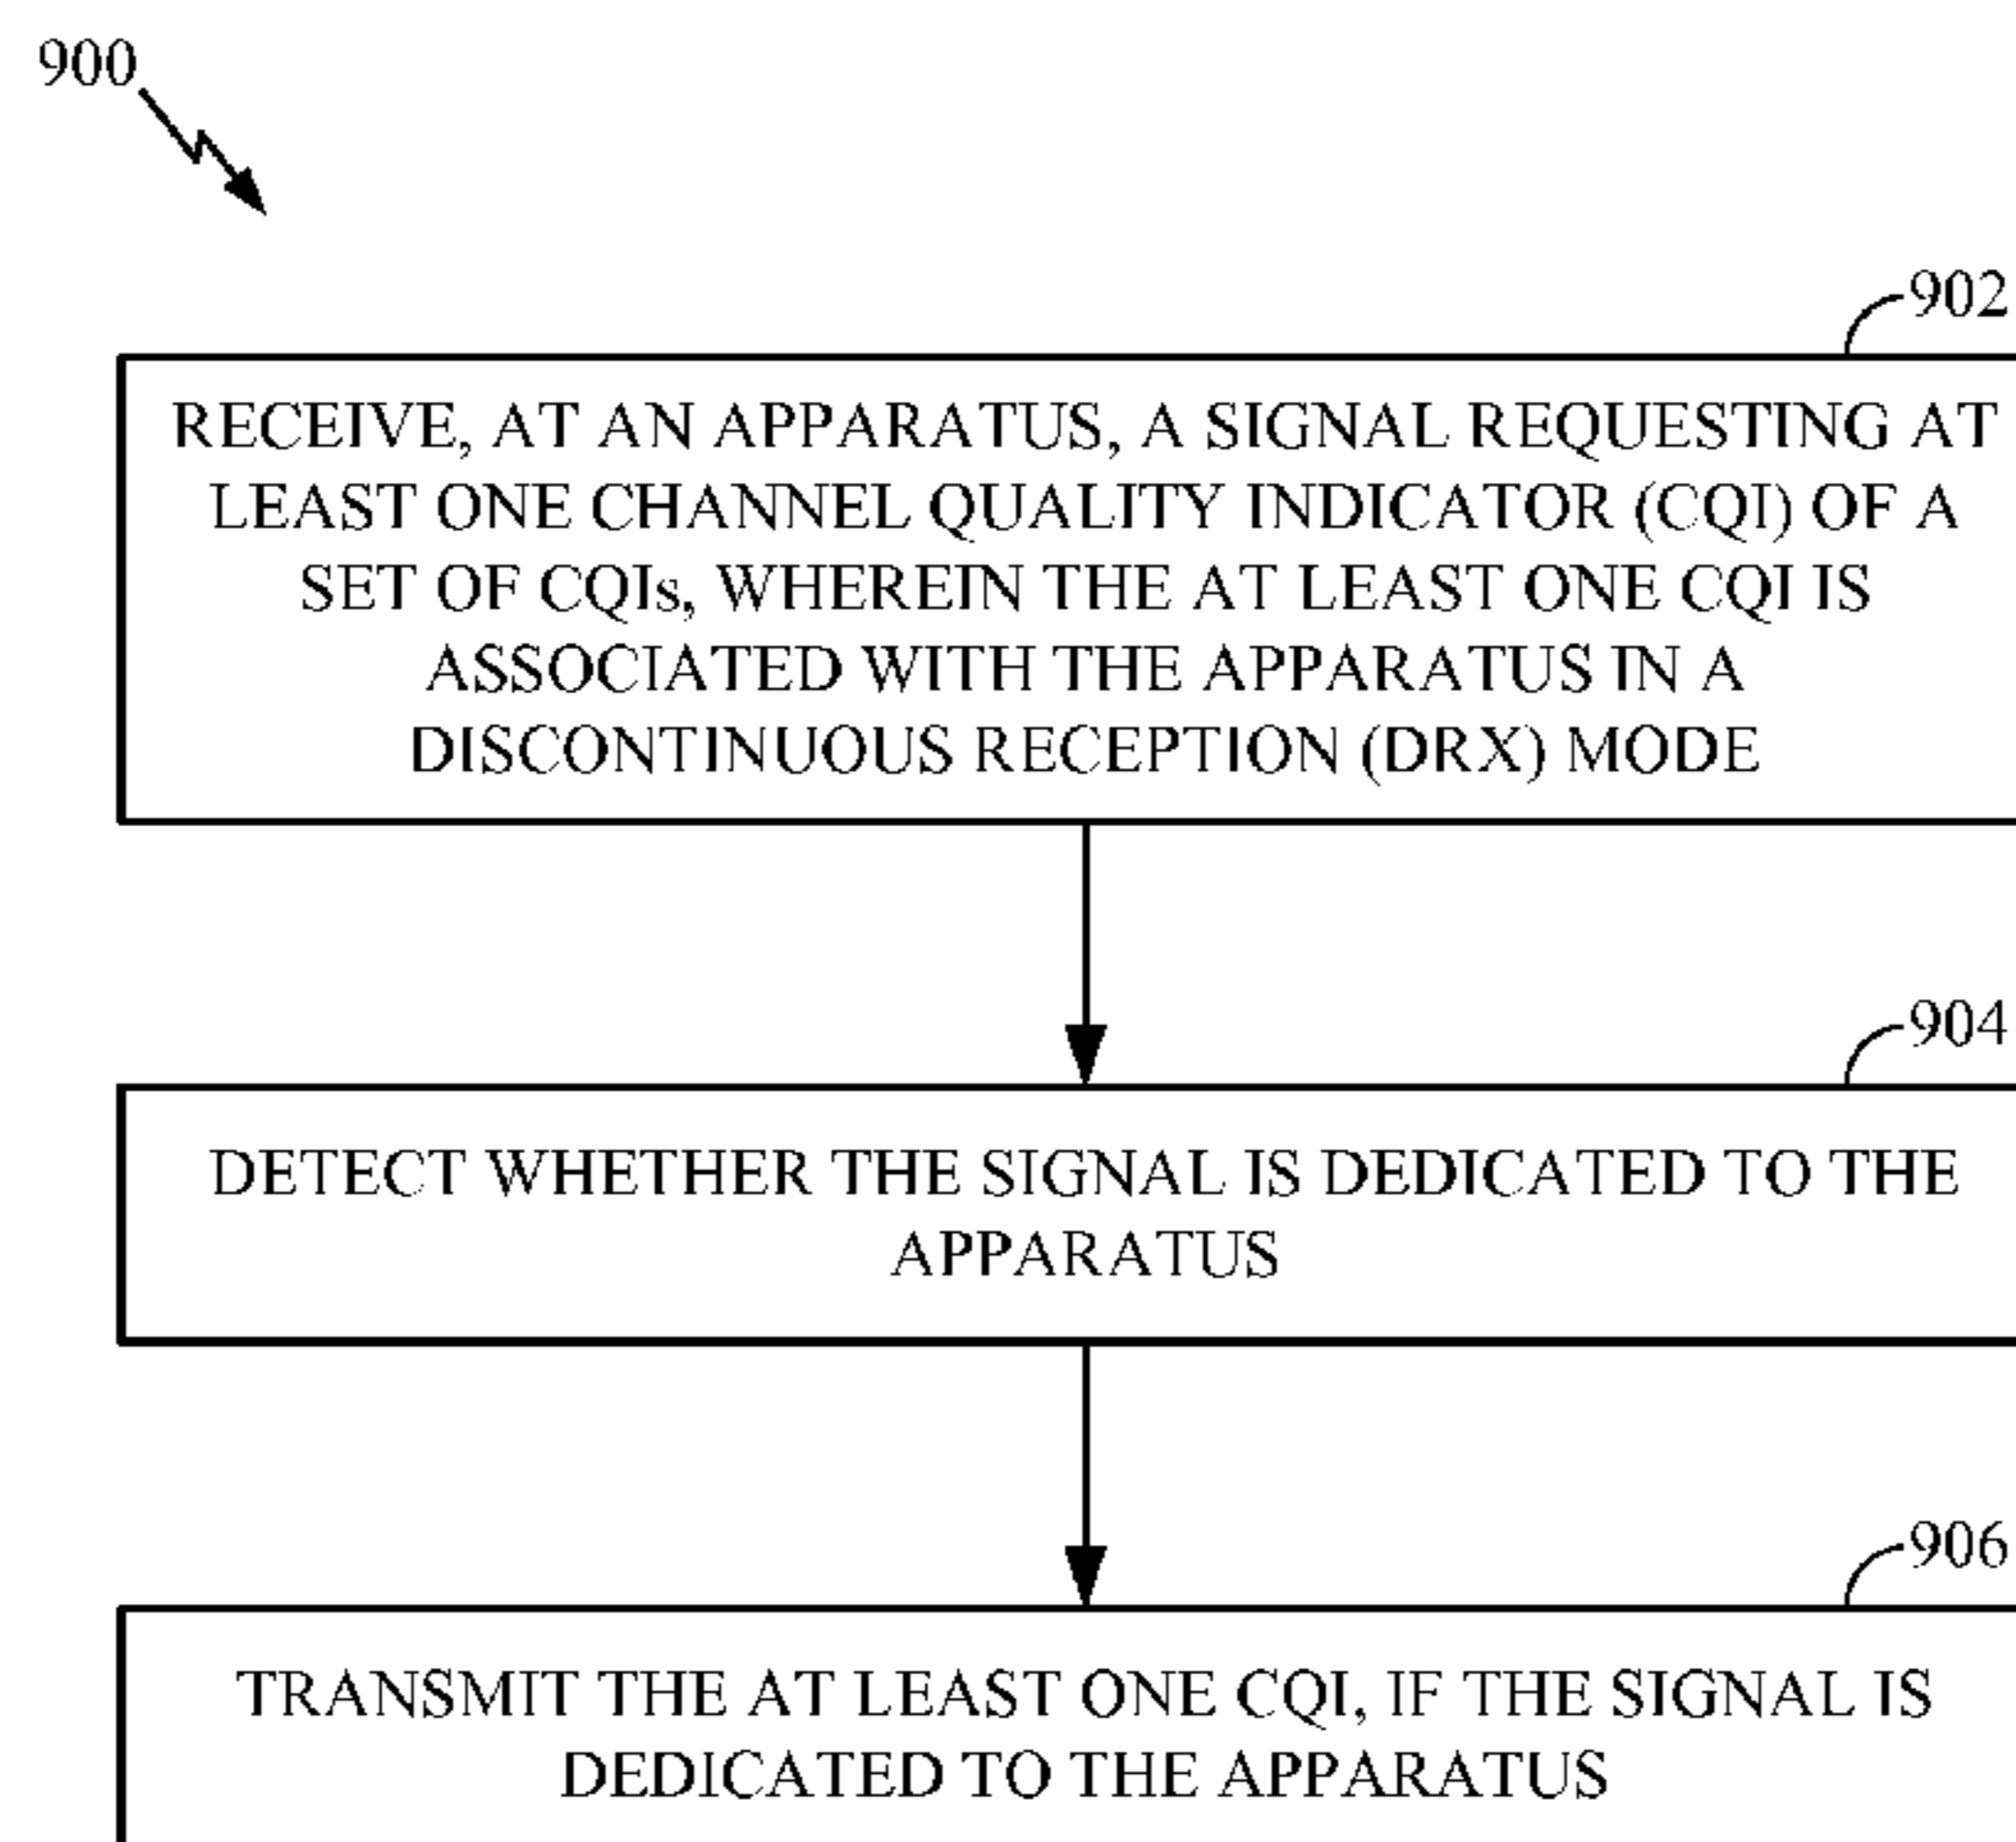 900
902
RECEIVE, AT AN APPARATUS, A SIGNAL REQUESTING AT
LEAST ONE CHANNEL QUALITY INDICATOR (CQI) OF A
SET OF CQIs, WHEREIN THE AT LEAST ONE CQI IS
ASSOCIATED WITH THE APPARATUS IN A
DISCONTINUOUS RECEPTION (DRX) MODE
904
DETECT WHETHER THE SIGNAL IS DEDICATED TO THE
APPARATUS
906
TRANSMIT THE AT LEAST ONE CQI, IF THE SIGNAL IS
DEDICATED TO THE APPARATUS